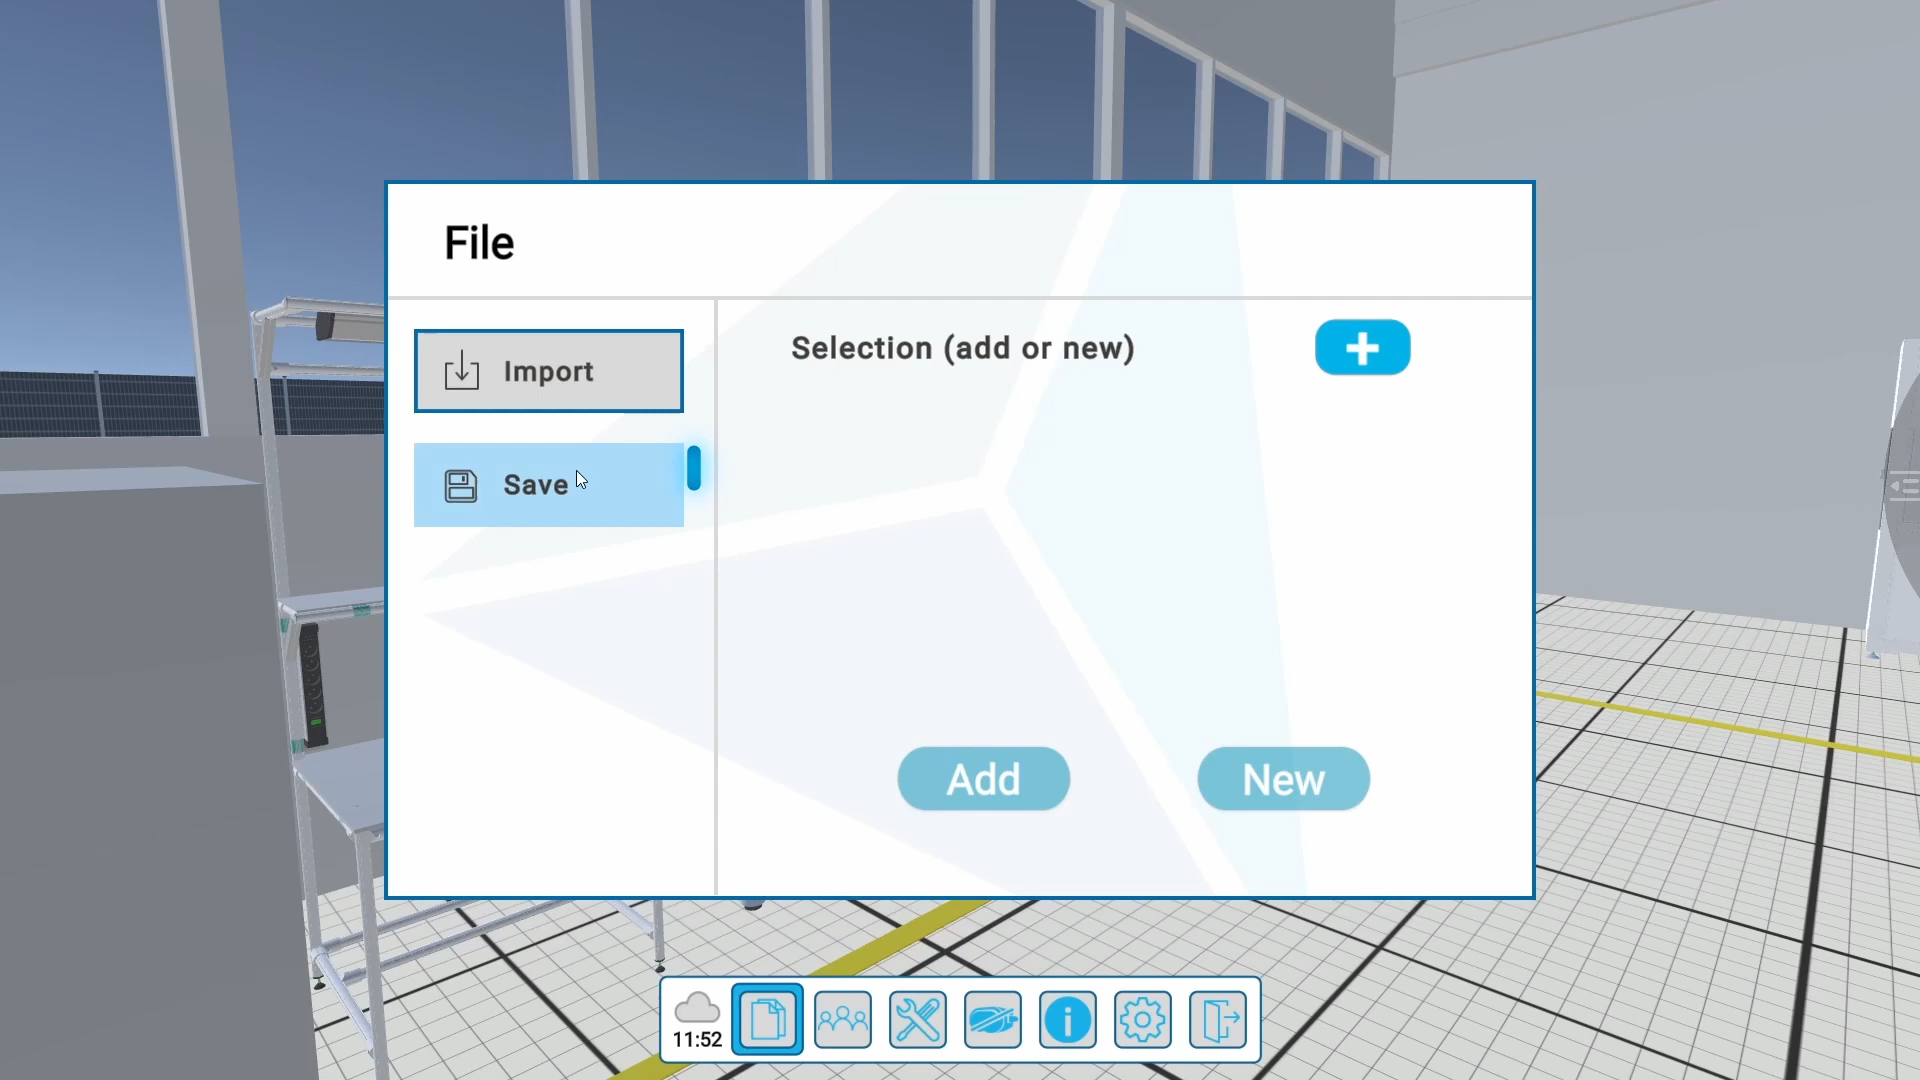 File
Import
Selection (add or new)
Save
Add
New
11:52